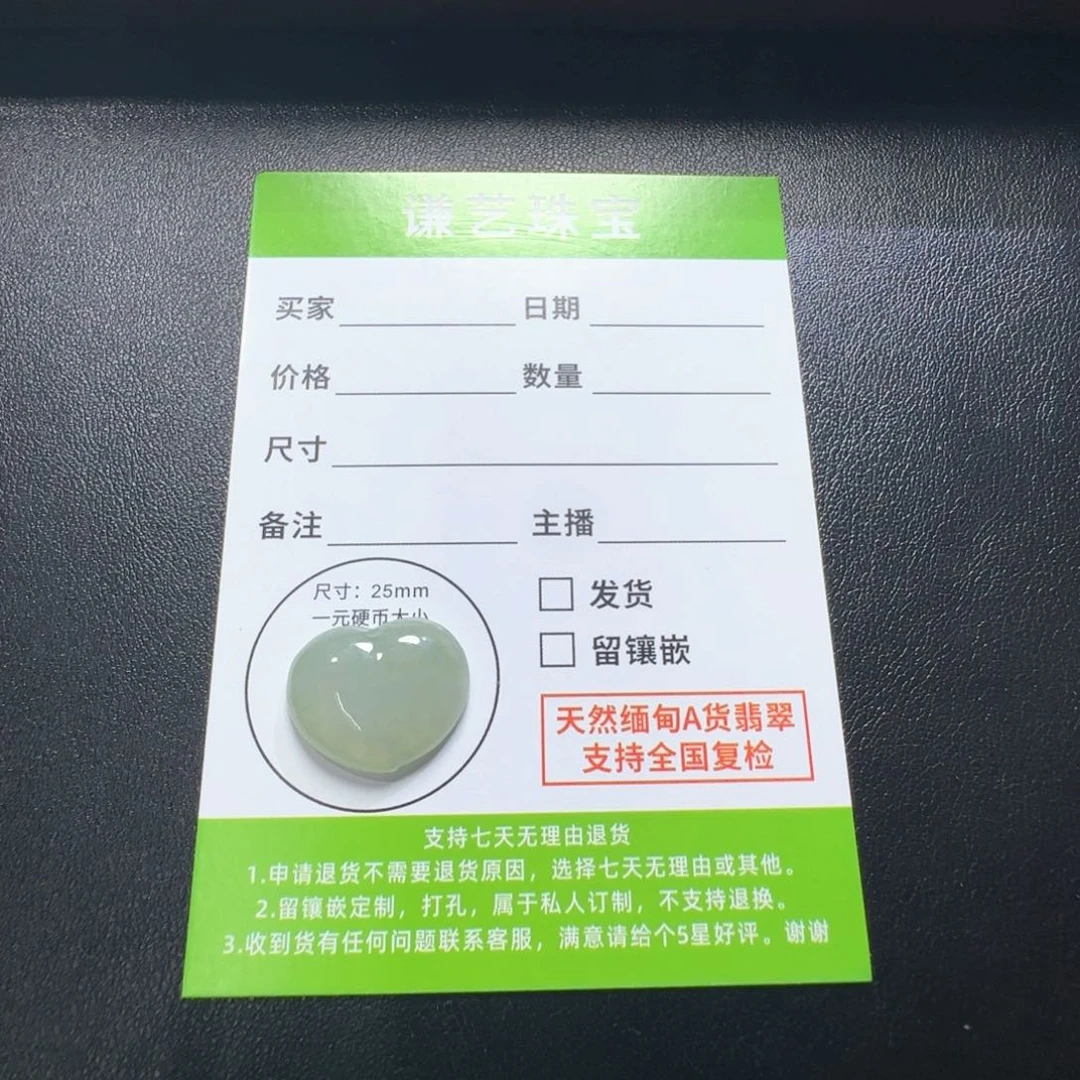 谦艺珠宝
买家 日期
价格 数量
尺寸
备注 主播
尺寸：25mm
一元硬币大小
发货
留镶嵌
天然缅甸A货翡翠
支持全国复检
支持七天无理由退货
1.申请退货不需要退货原因，选择七天无理由或其他。
2.留镶嵌定制，打孔，属于私人订制，不支持退换。
3.收到货有任何问题联系客服，满意请给个5星好评。谢谢